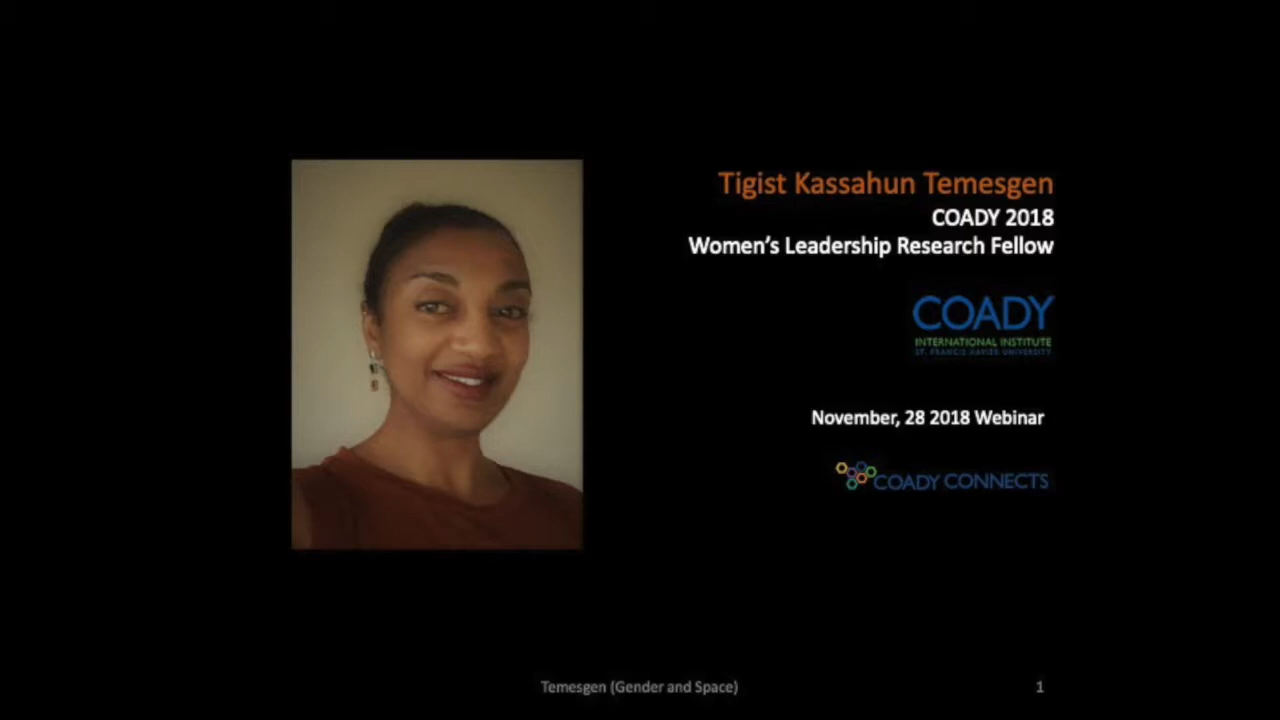 Tigist Kassahun Temesgen
COADY 2018
Women's Leadership Research Fellow
COADY
INTERNATIONAL INSTITUTE
ST. FRANCIS XAVIER UNIVERSITY
November, 28 2018 Webinar
COADY CONNECTS
Temesgen (Gender and Space)
1